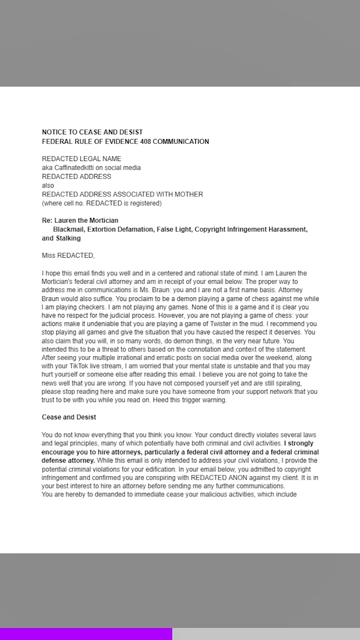 NOTICE TO CEASE AND DESIST
FEDERAL RULE OF EVIDENCE 408 COMMUNICATION
REDACTED LEGAL NAME
aka Caffinatedkitti on social media
REDACTED ADDRESS
also
REDACTED ADDRESS ASSOCIATED WITH MOTHER
(where cell no. REDACTED is registered)
Re: Lauren the Mortician
Blackmail, Extortion Defamation, False Light, Copyright Infringement Harassment,
and Stalking
Miss REDACTED,
I hope this email finds you well and in a centered and rational state of mind. I am Lauren the
Mortician's federal civil attorney and am in receipt of your email below. The proper way to
address me in communications is Ms. Braun: you and I are not a first name basis. Attorney
Braun would also suffice. You proclaim to be a demon playing a game of chess against me while
I am playing checkers. I am not playing any games. None of this is a game and it is clear you
have no respect for the judicial process. However, you are not playing a game of chess: your
actions make it undeniable that you are playing a game of Twister in the mud. I recommend you
stop playing all games and give the situation that you have caused the respect it deserves. You
also claim that you will, in so many words, do demon things, in the very near future. You
intended this to be a threat to others based on the connotation and context of the statement.
After seeing your multiple irrational and erratic posts on social media over the weekend, along
with your TikTok live stream, I am worried that your mental state is unstable and that you may
hurt yourself or someone else after reading this email. I believe you are not going to take the
news well that you are wrong. If you have not composed yourself yet and are still spiraling,
please stop reading here and make sure you have someone from your support network that you
trust to be with you while you read on. Heed this trigger warning.
Cease and Desist
You do not know everything that you think you know. Your conduct directly violates several laws
and legal principles, many of which potentially have both criminal and civil activities. I strongly
encourage you to hire attorneys, particularly a federal civil attorney and a federal criminal
defense attorney. While this email is only intended to address your civil violations, I provide the
potential criminal violations for your edification. In your email below, you admitted to copyright
infringement and confirmed you are conspiring with REDACTED ANON against my client. It is in
your best interest to hire an attorney before sending me any further communications.
You are hereby to demanded to immediate cease your malicious activities, which include